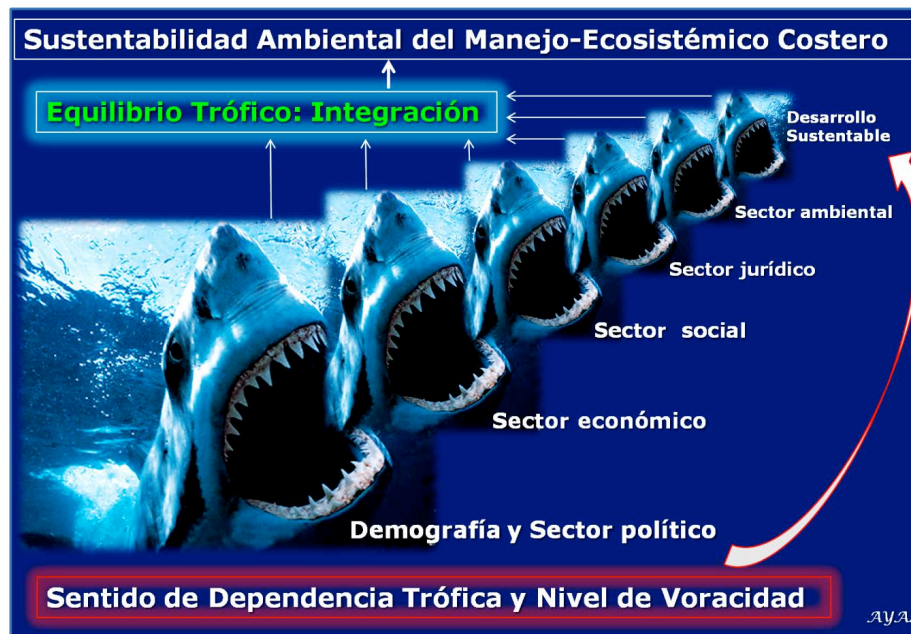 Sustentabilidad Ambiental del Manejo-Ecosistémico Costero
Equilibrio Trófico: Integración
Desarrollo
Sustentable
Sector ambiental
Sector jurídico
Sector social
Sector económico
Demografía y Sector político
Sentido de Dependencia Trófica y Nivel de Voracidad